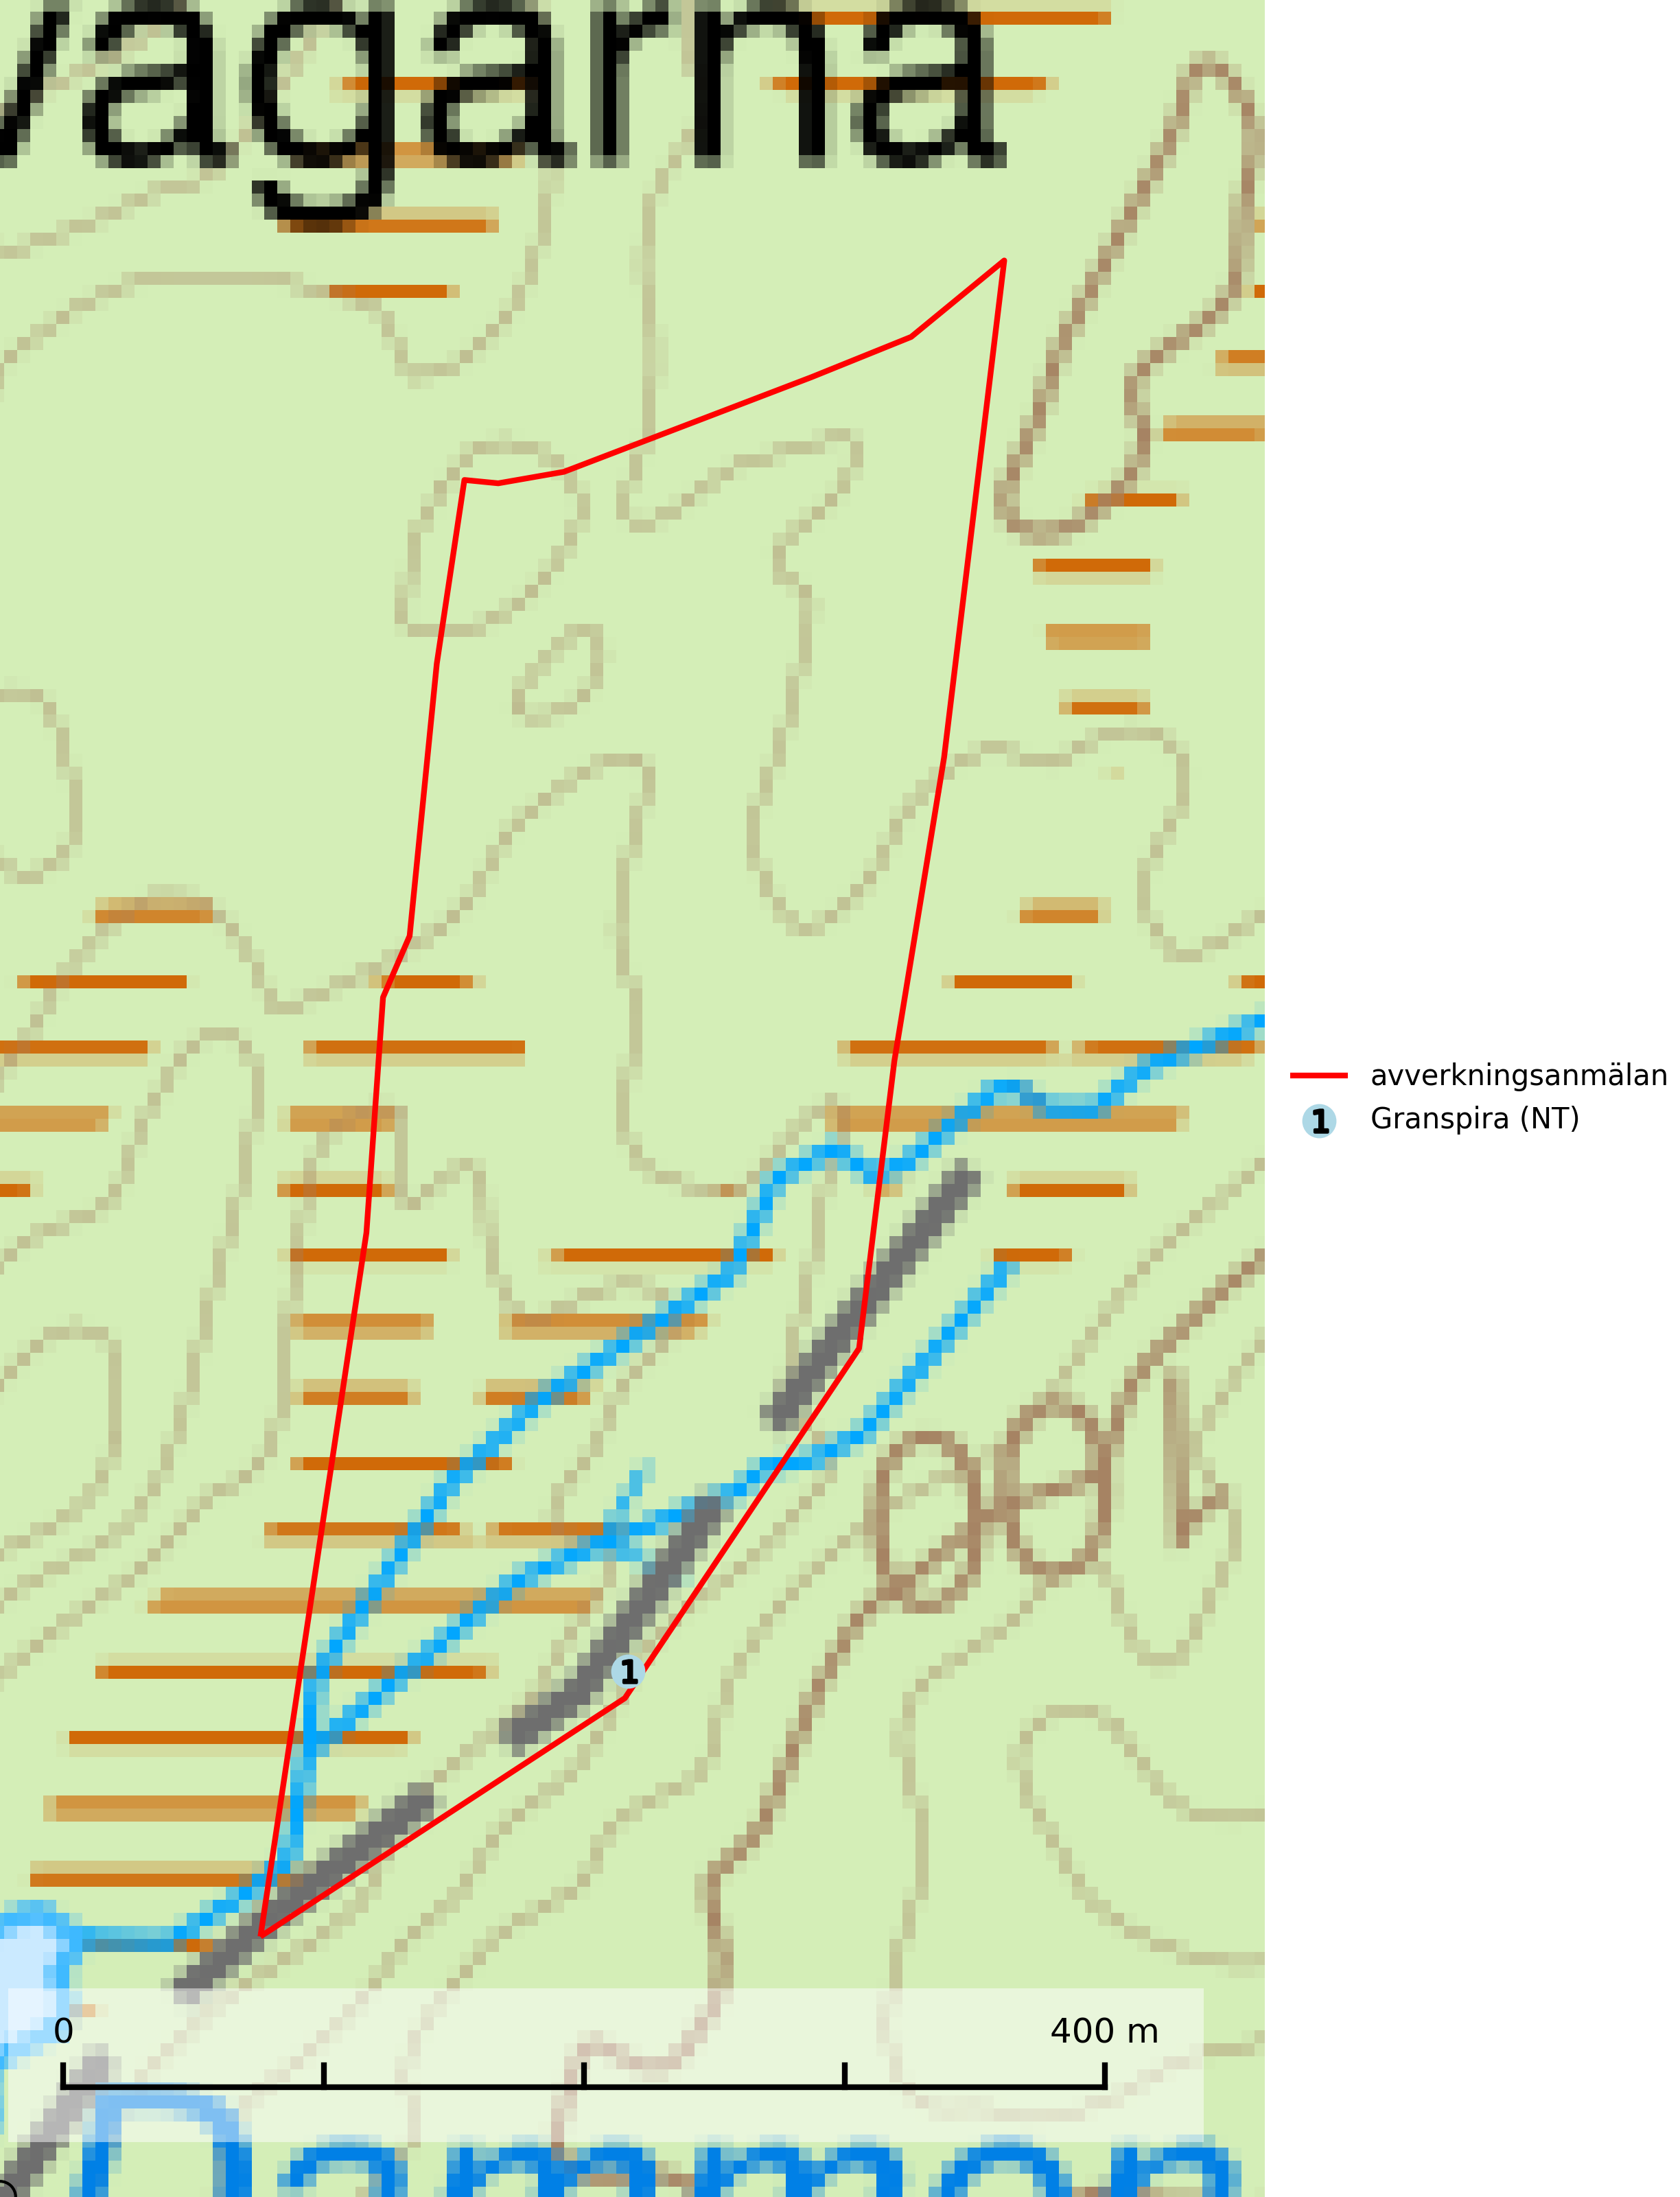 vagarna
avverkningsanmälan
1 Granspira (NT)
1
0 400 m